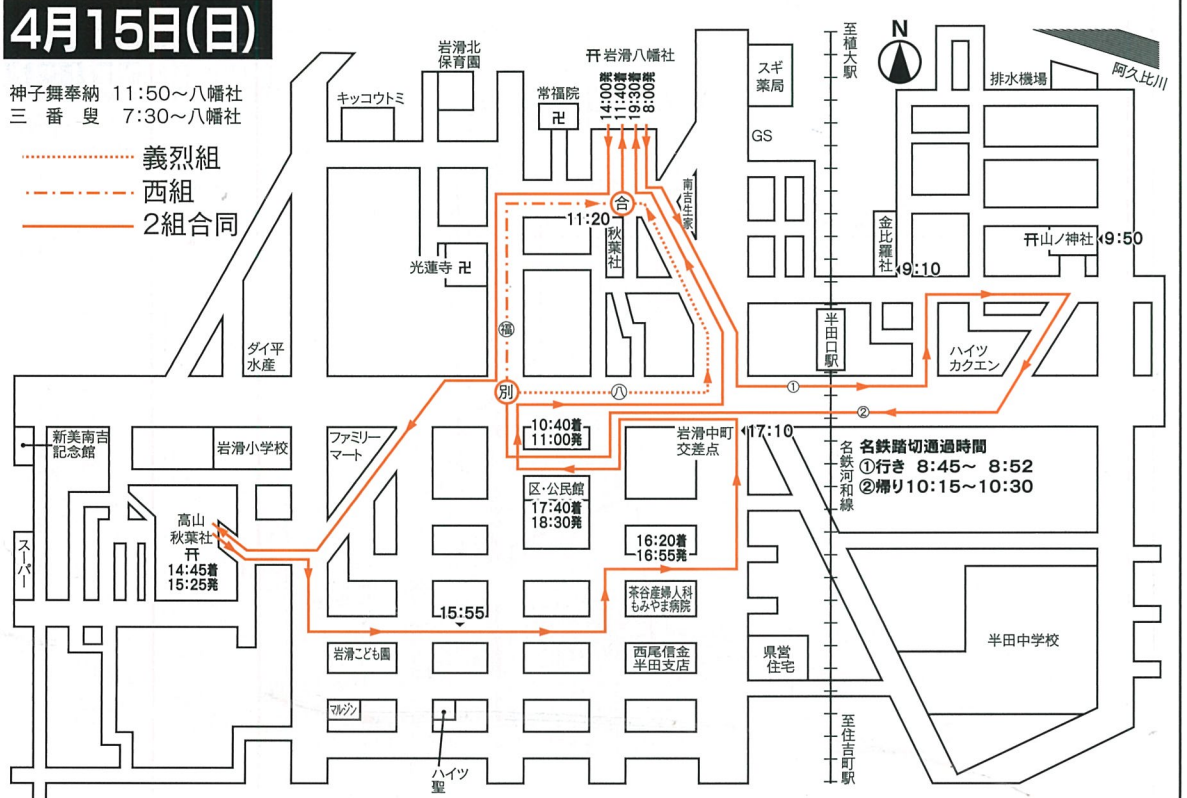 4月15日(日)
神子舞奉納 11:50～八幡社
三番叟 7:30～八幡社
義烈組
西組
2組合同
岩滑北
保育園
キッコウトミ
常福院
卍
岩滑八幡社
14:00発
11:40着
19:30着
8:00発
スギ
薬局
GS
至植大駅
N
排水機場
阿久比川
南吉生家
合
11:20
秋葉社
光蓮寺 卍
金比羅社
9:10
山ノ神社
9:50
半田口駅
ハイツ
カクエン
ダイ平
水産
福
別
八
①
②
新美南吉
記念館
岩滑小学校
ファミリー
マート
10:40着
11:00発
岩滑中町
交差点
17:10
名鉄河和線
名鉄踏切通過時間
①行き 8:45～ 8:52
②帰り10:15～10:30
区・公民館
17:40着
18:30発
スーパー
高山
秋葉社
14:45着
15:25発
16:20着
16:55発
茶谷産婦人科
もみやま病院
15:55
岩滑こども園
西尾信金
半田支店
県営
住宅
半田中学校
マルジン
ハイツ
聖
至住吉町駅